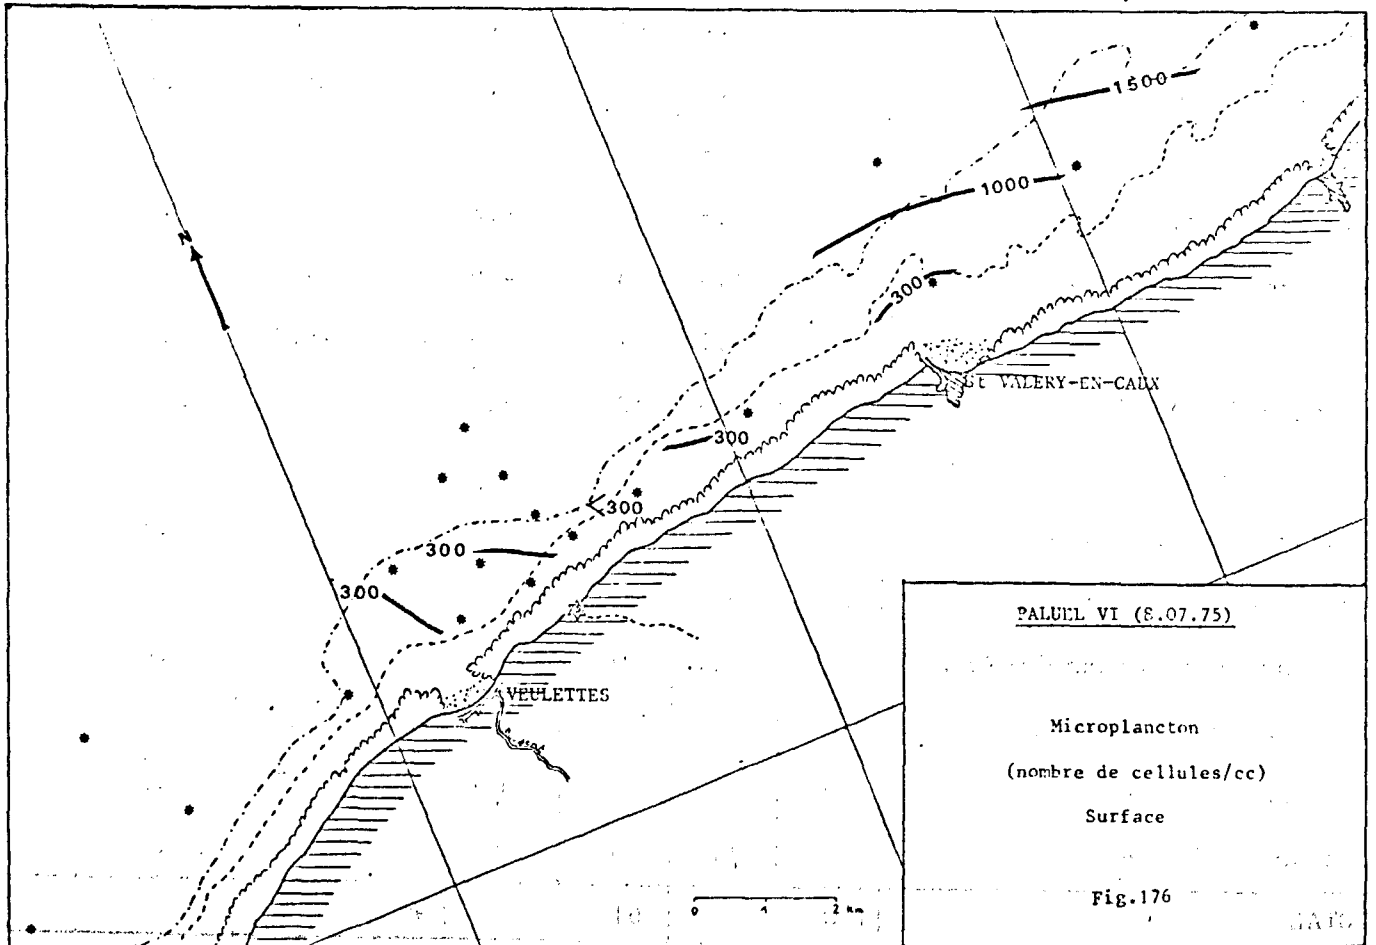 1500
1000
N
300
St VALERY-EN-CAUX
300
<300
300
300
VEULETTES
PALUEL VI (8.07.75)
Microplancton
(nombre de cellules/cc)
Surface
Fig.176
0 1 2 km